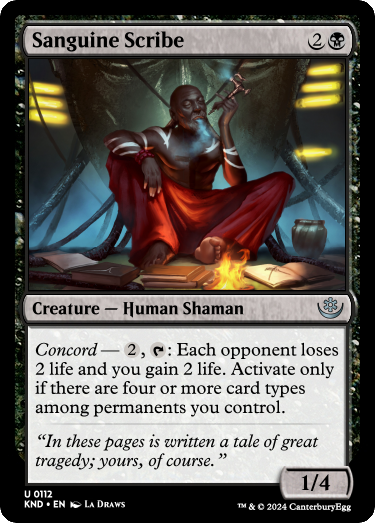 Sanguine Scribe 2
Creature — Human Shaman
Concord — 2, : Each opponent loses
2 life and you gain 2 life. Activate only
if there are four or more card types
among permanents you control.
“In these pages is written a tale of great
tragedy; yours, of course.”
1/4
U 0112
KND • EN La Draws
™ & © 2024 CanterburyEgg